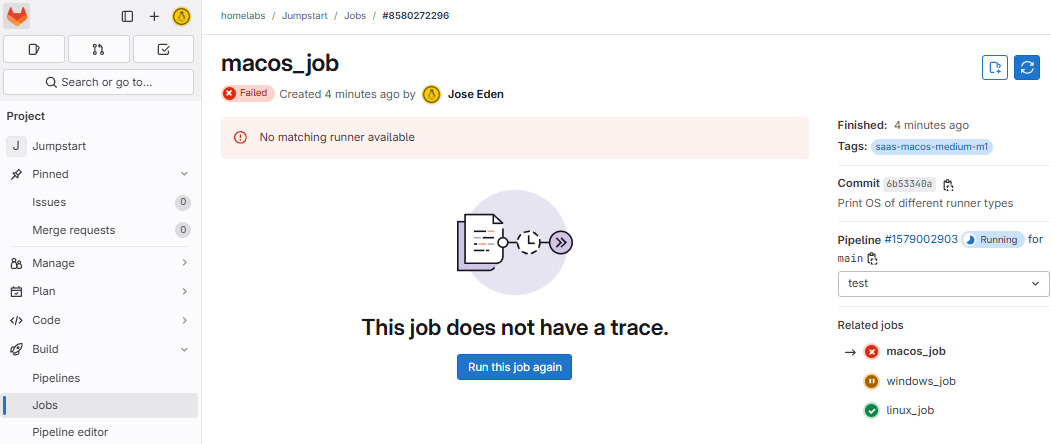 homelabs / Jumpstart / Jobs / #8580272296
Search or go to...
Project
J Jumpstart
Pinned
Issues 0
Merge requests 0
Manage
Plan
Code
Build
Pipelines
Jobs
Pipeline editor
macos_job
Failed Created 4 minutes ago by Jose Eden
No matching runner available
This job does not have a trace.
Run this job again
Finished: 4 minutes ago
Tags: saas-macos-medium-m1
Commit 6b53340a
Print OS of different runner types
Pipeline #1579002903 Running for
main
test
Related jobs
→ macos_job
windows_job
linux_job